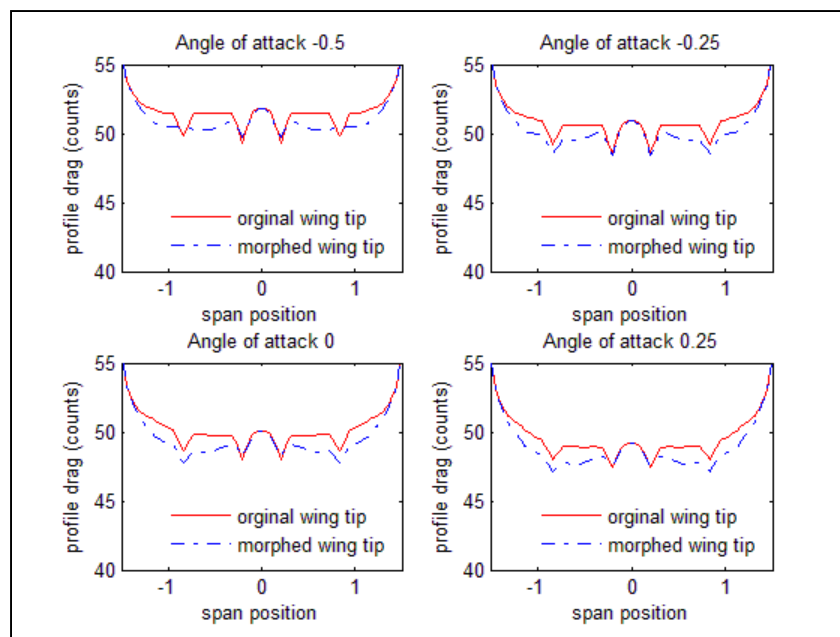 Angle of attack -0.5
55
50
45
40
profile drag (counts)
orginal wing tip
morphed wing tip
-1 0 1
span position
Angle of attack -0.25
55
50
45
40
profile drag (counts)
orginal wing tip
morphed wing tip
-1 0 1
span position
Angle of attack 0
55
50
45
40
profile drag (counts)
orginal wing tip
morphed wing tip
-1 0 1
span position
Angle of attack 0.25
55
50
45
40
profile drag (counts)
orginal wing tip
morphed wing tip
-1 0 1
span position